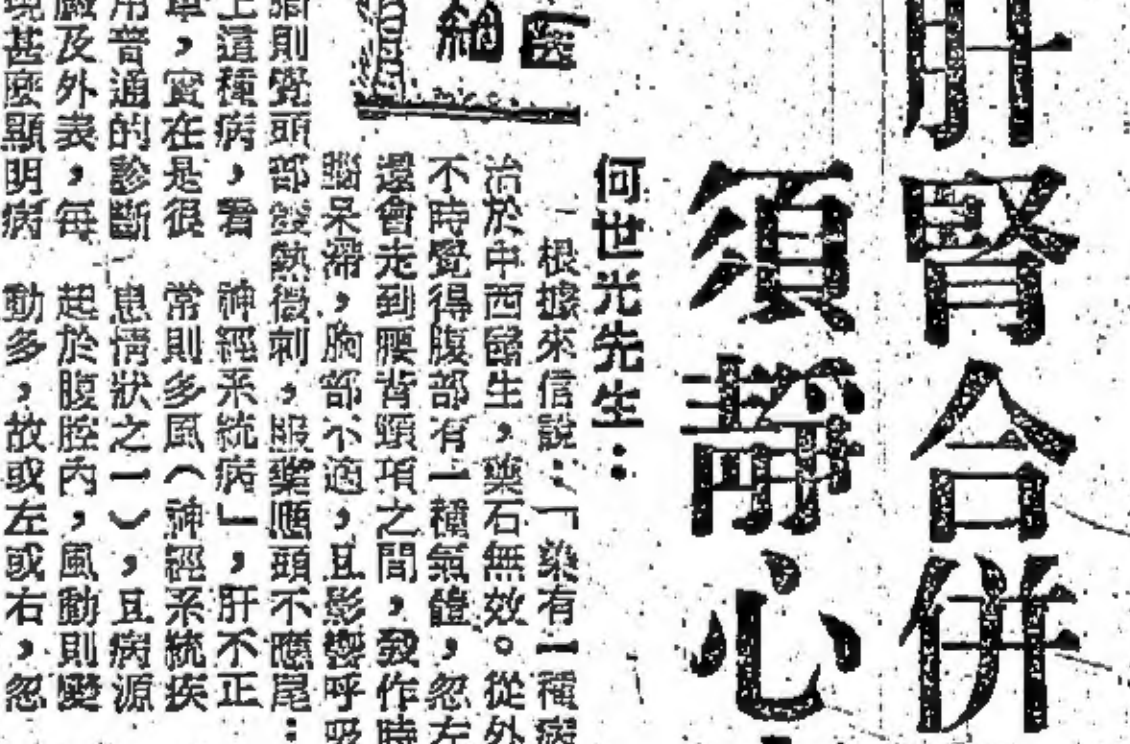 肝腎合併
須靜心
何世光先生：
一根據來信說：「染有一種病
治於中西醫生，藥石無效。從外
不時覺得腹部有一種氣體，忽左
還會走到腰背頸項之間，發作時
腦呆滯，胸部不適，且影響呼吸
則覺頭部發熱微刺，服藥應頭不應尾：
上這種病，看
，實在是很
用普通的診斷
及外表，每
現甚麼顯明病
神經系統病」，肝不正
常則多風（神經系統疾
患情狀之一），且病源
起於腹腔內，風動則變
動多，故或左或右，忽